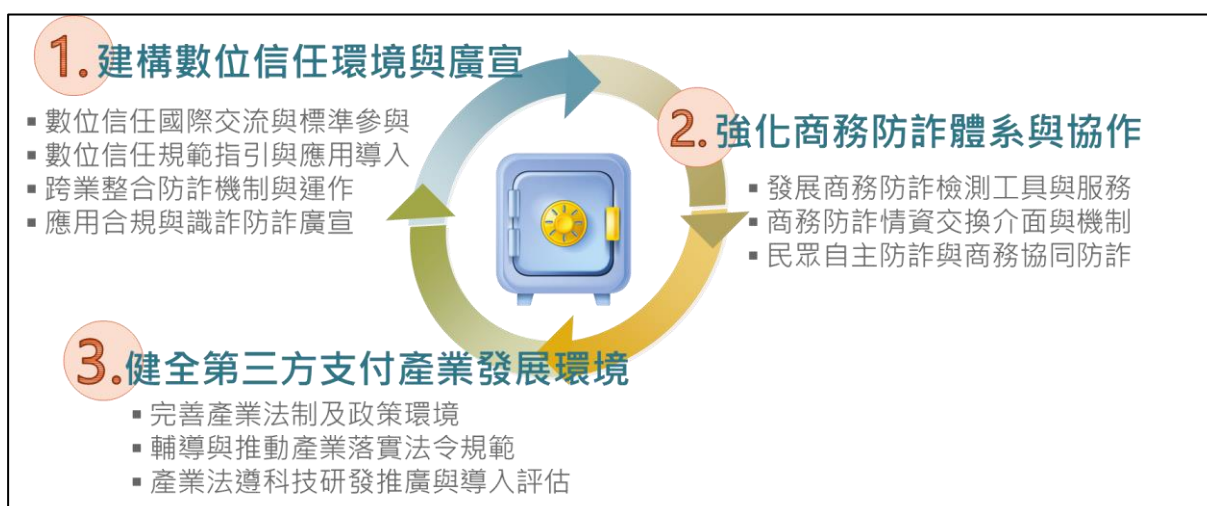 1.建構數位信任環境與廣宣
▪數位信任國際交流與標準參與
▪數位信任規範指引與應用導入
▪跨業整合防詐機制與運作
▪應用合規與識詐防詐廣宣
2.強化商務防詐體系與協作
▪發展商務防詐檢測工具與服務
▪商務防詐情資交換介面與機制
▪民眾自主防詐與商務協同防詐
3.健全第三方支付產業發展環境
▪完善產業法制及政策環境
▪輔導與推動產業落實法令規範
▪產業法遵科技研發推廣與導入評估